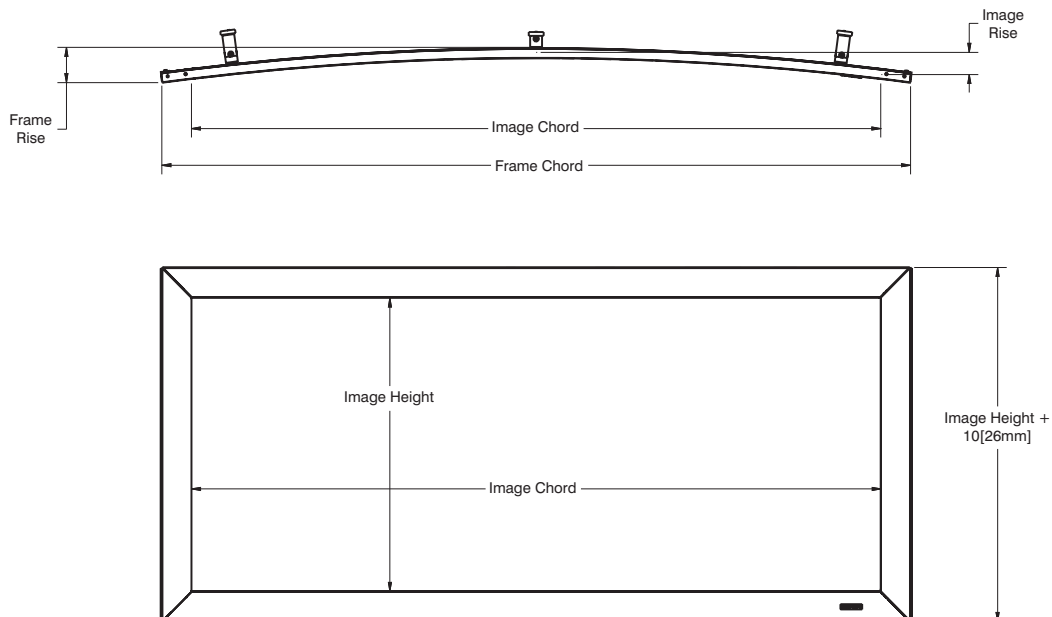 Image
Rise
Frame
Rise
Image Chord
Frame Chord
Image Height
Image Height +
10[26mm]
Image Chord